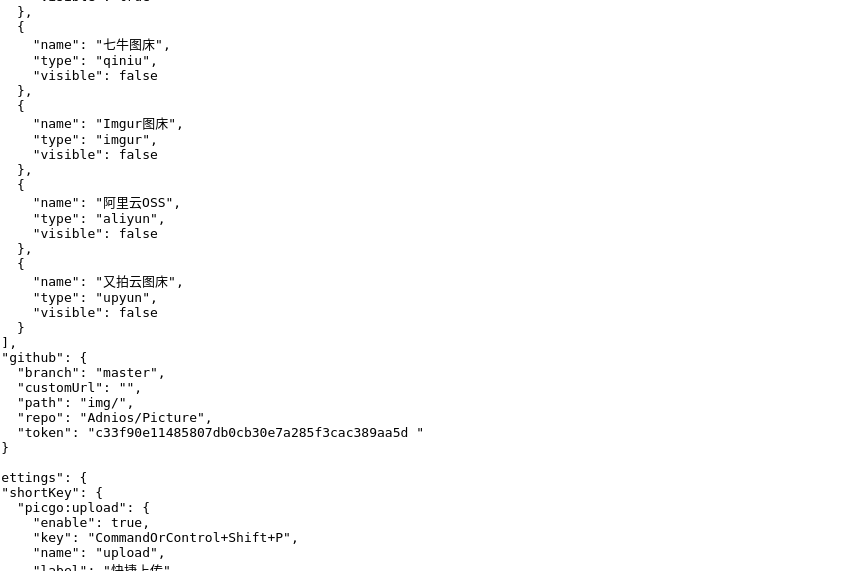 },
{
"name": "七牛图床",
"type": "qiniu",
"visible": false
},
{
"name": "Imgur图床",
"type": "imgur",
"visible": false
},
{
"name": "阿里云OSS",
"type": "aliyun",
"visible": false
},
{
"name": "又拍云图床",
"type": "upyun",
"visible": false
}
],
"github": {
"branch": "master",
"customUrl": "",
"path": "img/",
"repo": "Adnios/Picture",
"token": "c33f90e11485807db0cb30e7a285f3cac389aa5d "
}
ettings": {
"shortKey": {
"picgo:upload": {
"enable": true,
"key": "CommandOrControl+Shift+P",
"name": "upload",
"label": "快捷上传"